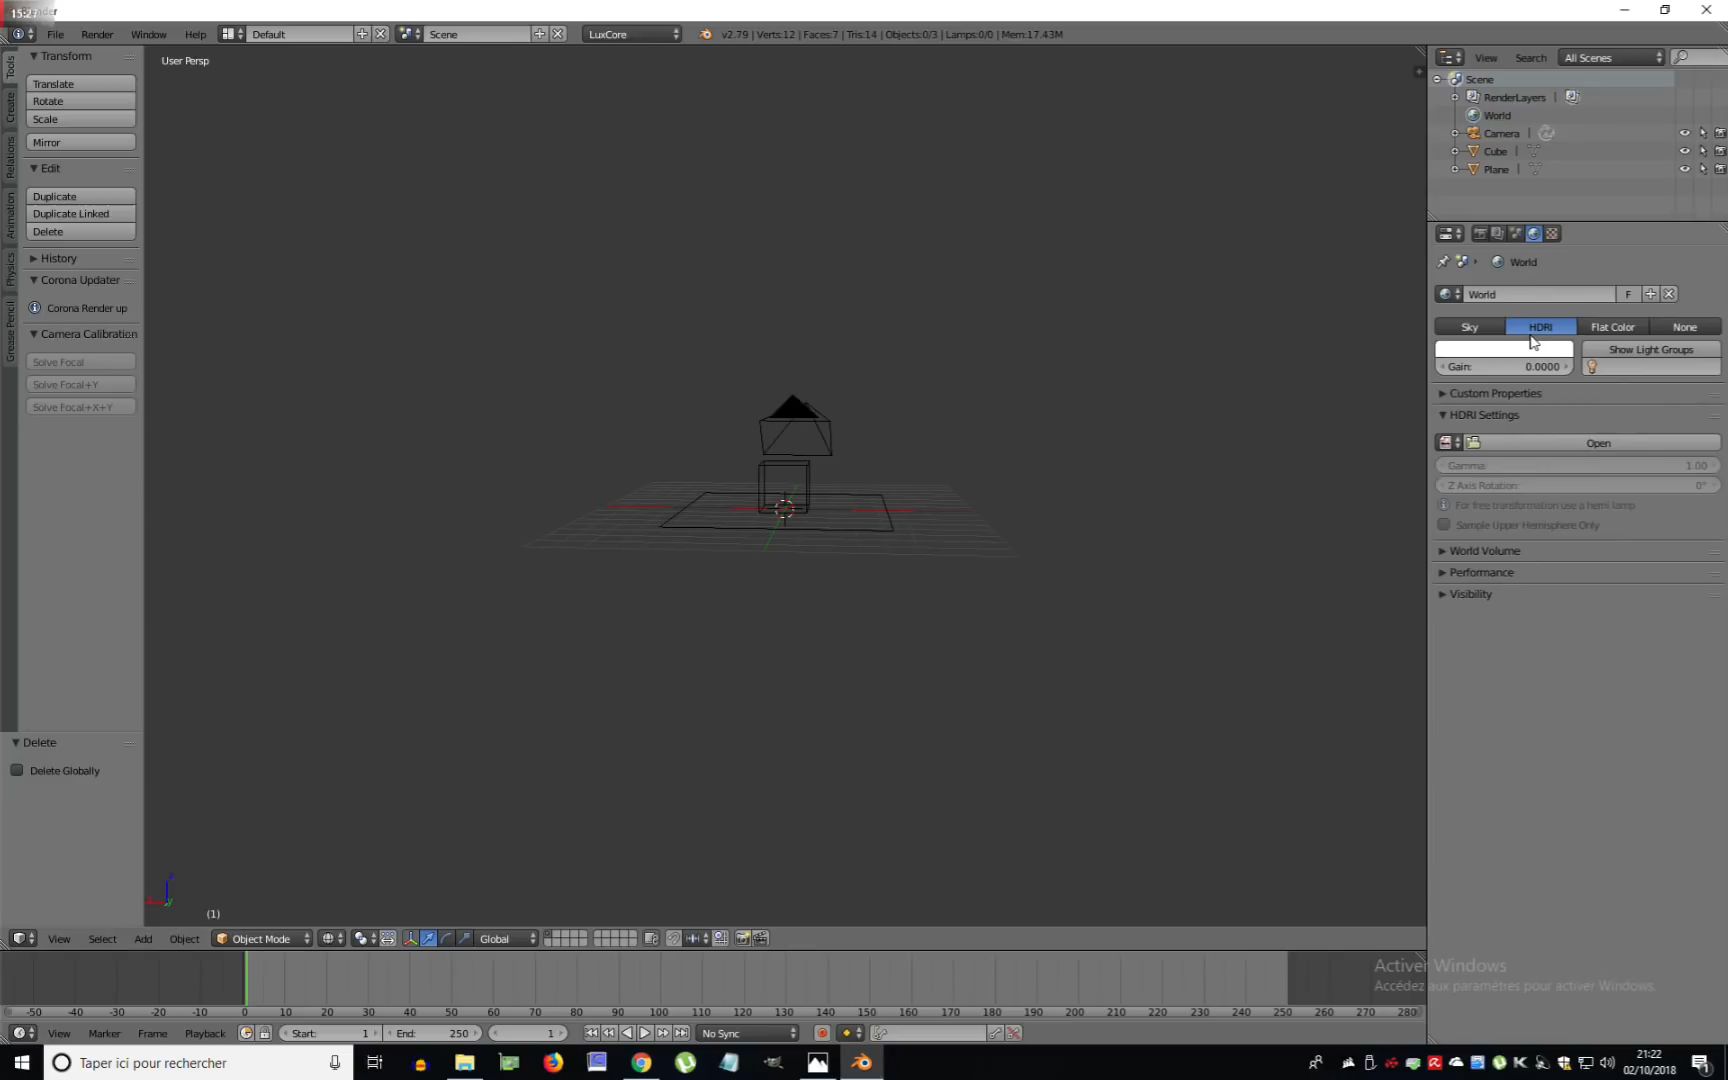 15:27
File Render Window Help Default Scene LuxCore v2.79 | Verts:12 | Faces:7 | Tris:14 | Objects:0/3 | Lamps:0/0 | Mem:17.43M
Tools
Create
Relations
Animation
Physics
Grease Pencil
Transform
Translate
Rotate
Scale
Mirror
Edit
Duplicate
Duplicate Linked
Delete
History
Corona Updater
Corona Render up
Camera Calibration
Solve Focal
Solve Focal+Y
Solve Focal+X+Y
Delete
Delete Globally
User Persp
(1)
View Search All Scenes
Scene
RenderLayers
World
Camera
Cube
Plane
World
World F
Sky HDRI Flat Color None
Show Light Groups
Gain: 0.0000
Custom Properties
HDRI Settings
Open
Gamma: 1.00
Z Axis Rotation: 0°
For free transformation use a hemi lamp
Sample Upper Hemisphere Only
World Volume
Performance
Visibility
View Select Add Object Object Mode Global
Activer Windows
Accédez aux paramètres pour activer Windows.
-50 -40 -30 -20 -10 0 10 20 30 40 50 60 70 80 90 100 110 120 130 140 150 160 170 180 190 200 210 220 230 240 250 260 270 280
View Marker Frame Playback Start: 1 End: 250 1 No Sync
Taper ici pour rechercher
21:22
02/10/2018